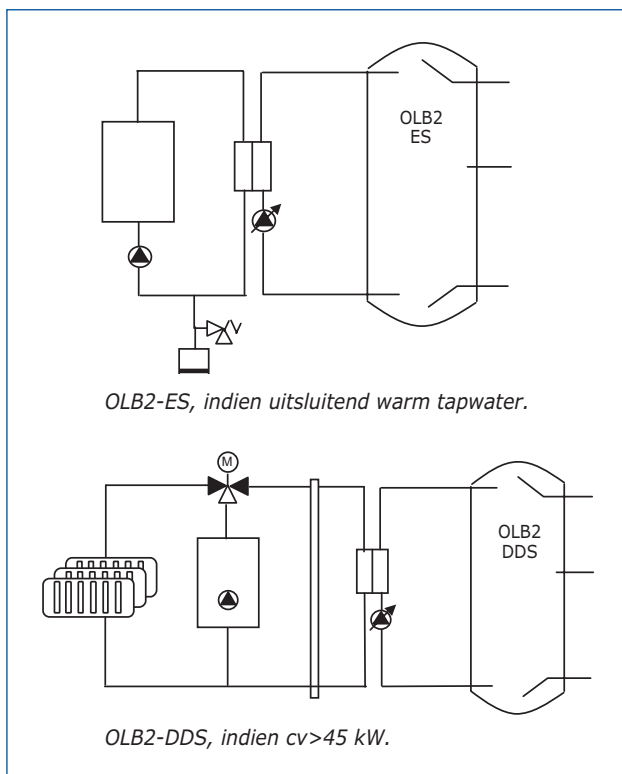 OLB2
ES
OLB2-ES, indien uitsluitend warm tapwater.
M
OLB2
DDS
OLB2-DDS, indien cv>45 kW.